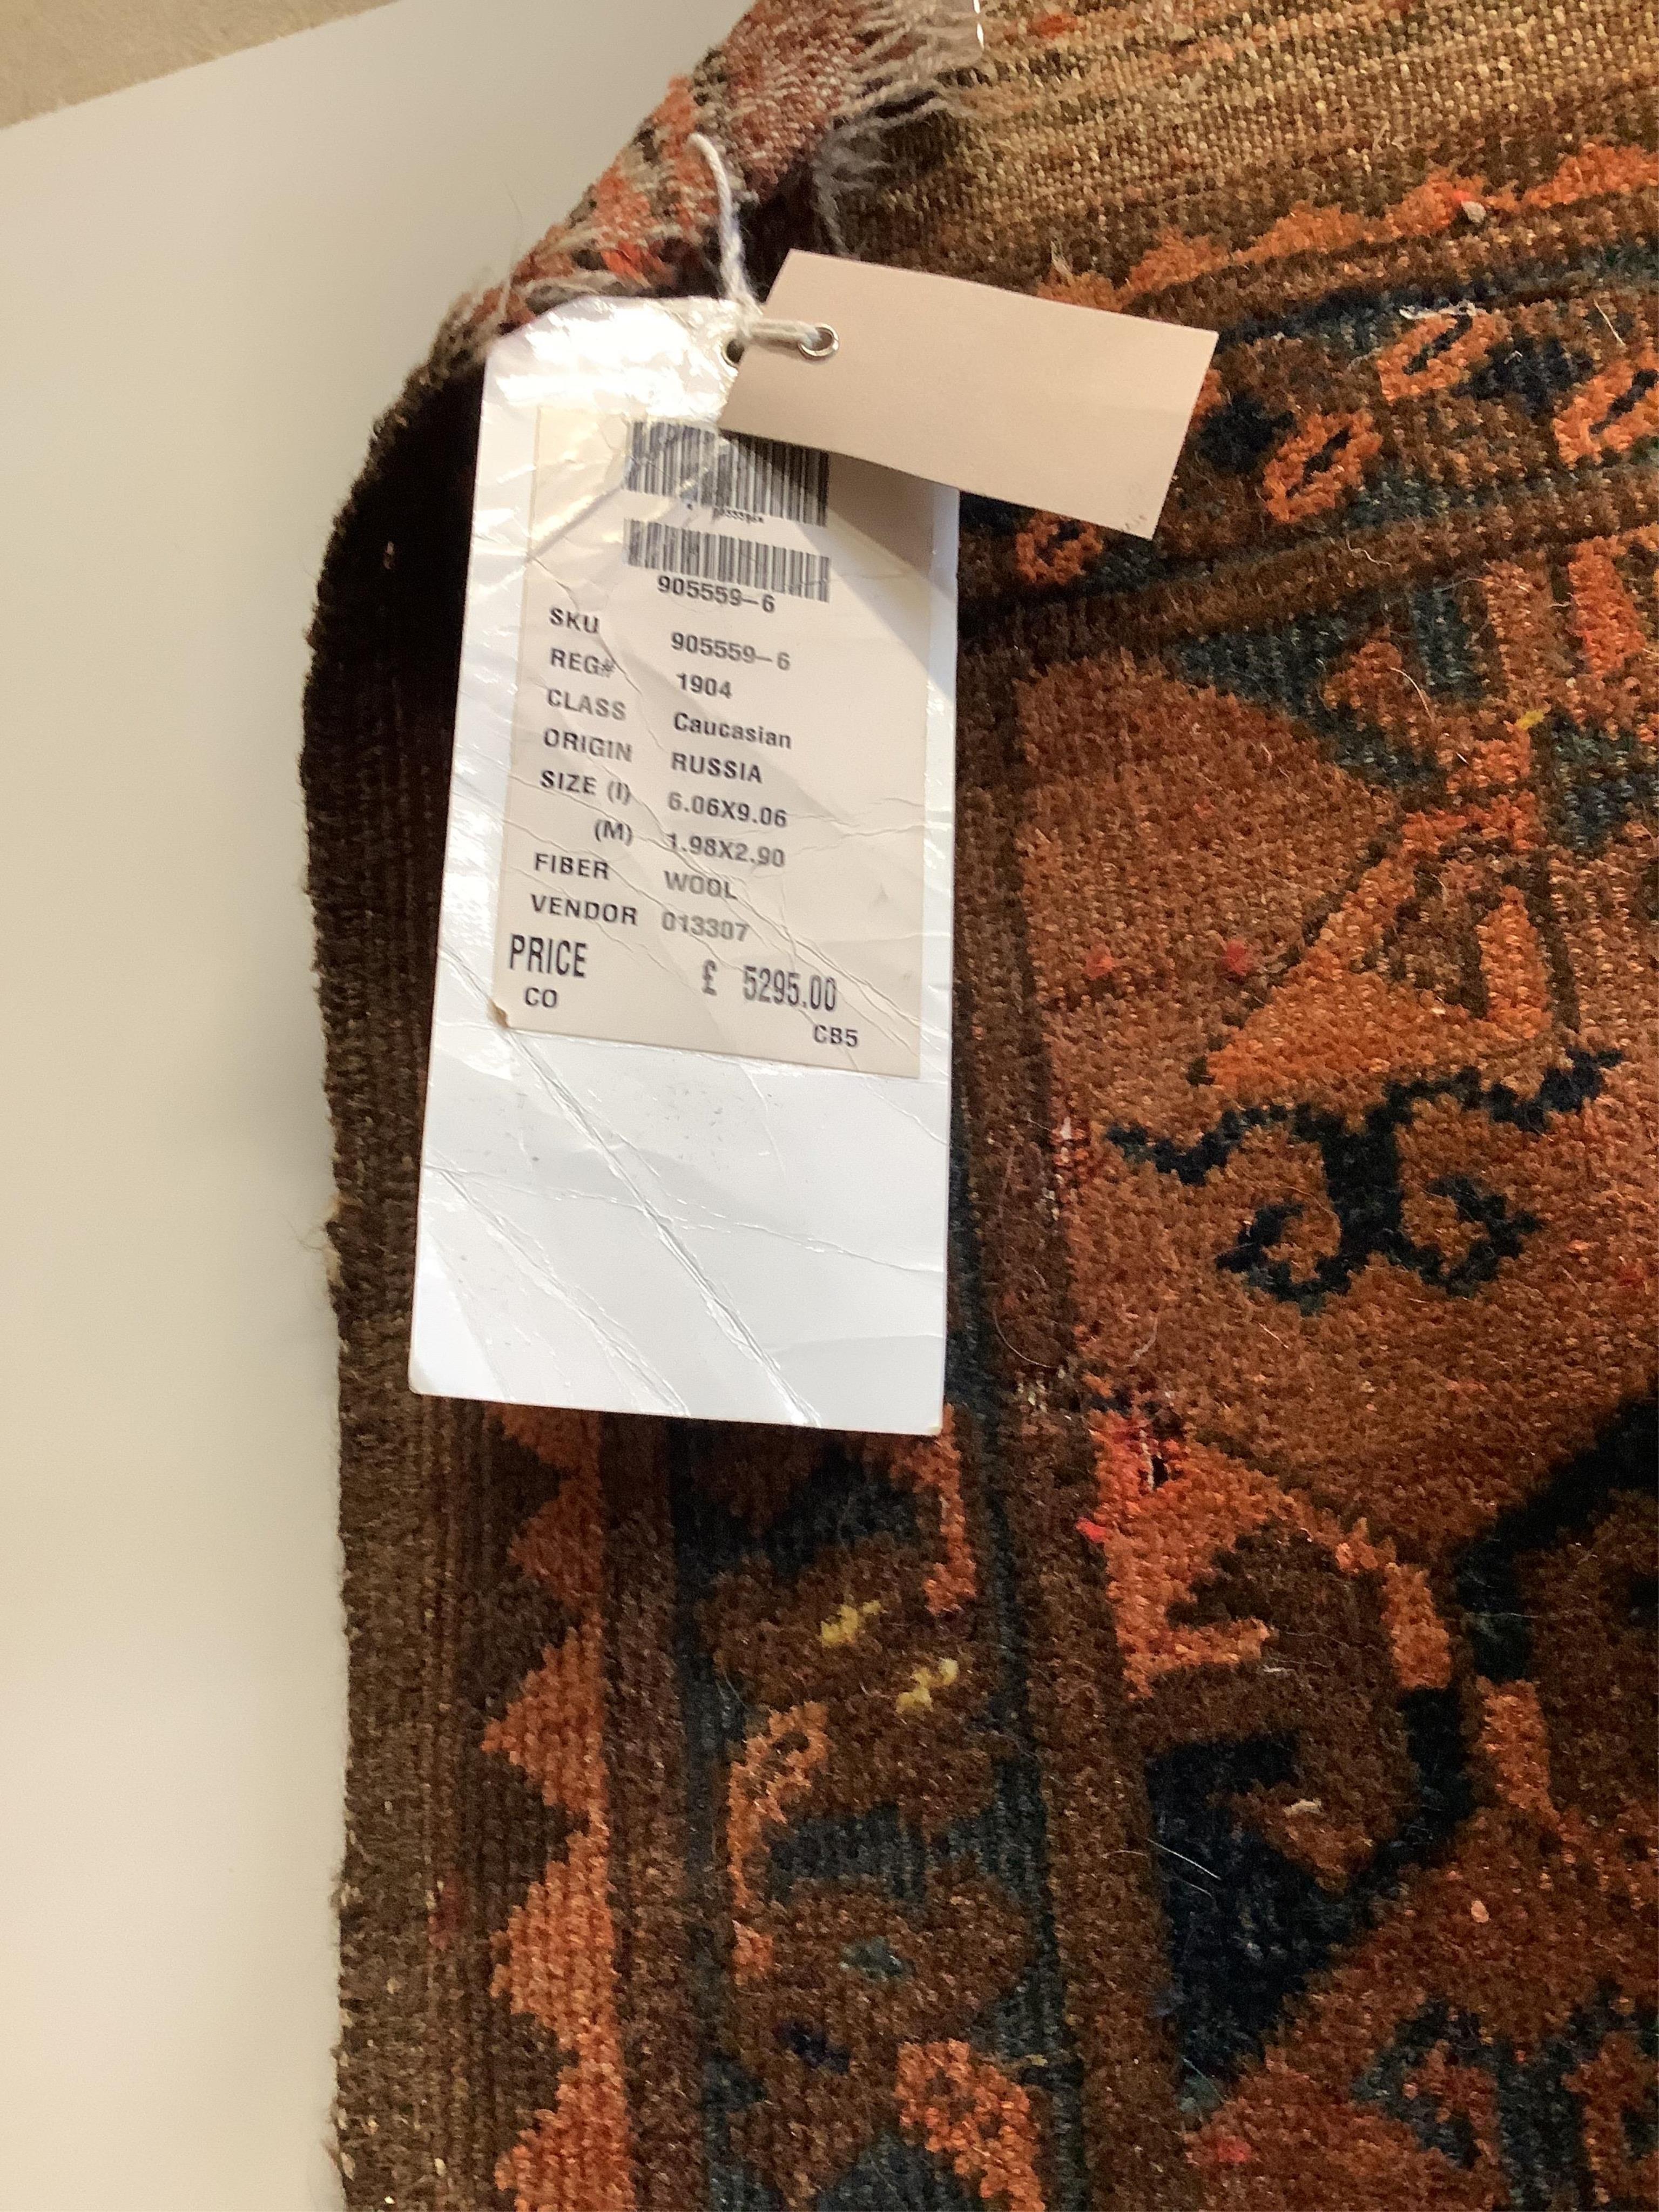 905559-6
SKU 905559-6
REG# 1904
CLASS Caucasian
ORIGIN RUSSIA
SIZE (I) 6.06X9.06
(M) 1.98X2.90
FIBER WOOL
VENDOR 013307
PRICE £ 5295.00
CO CB5